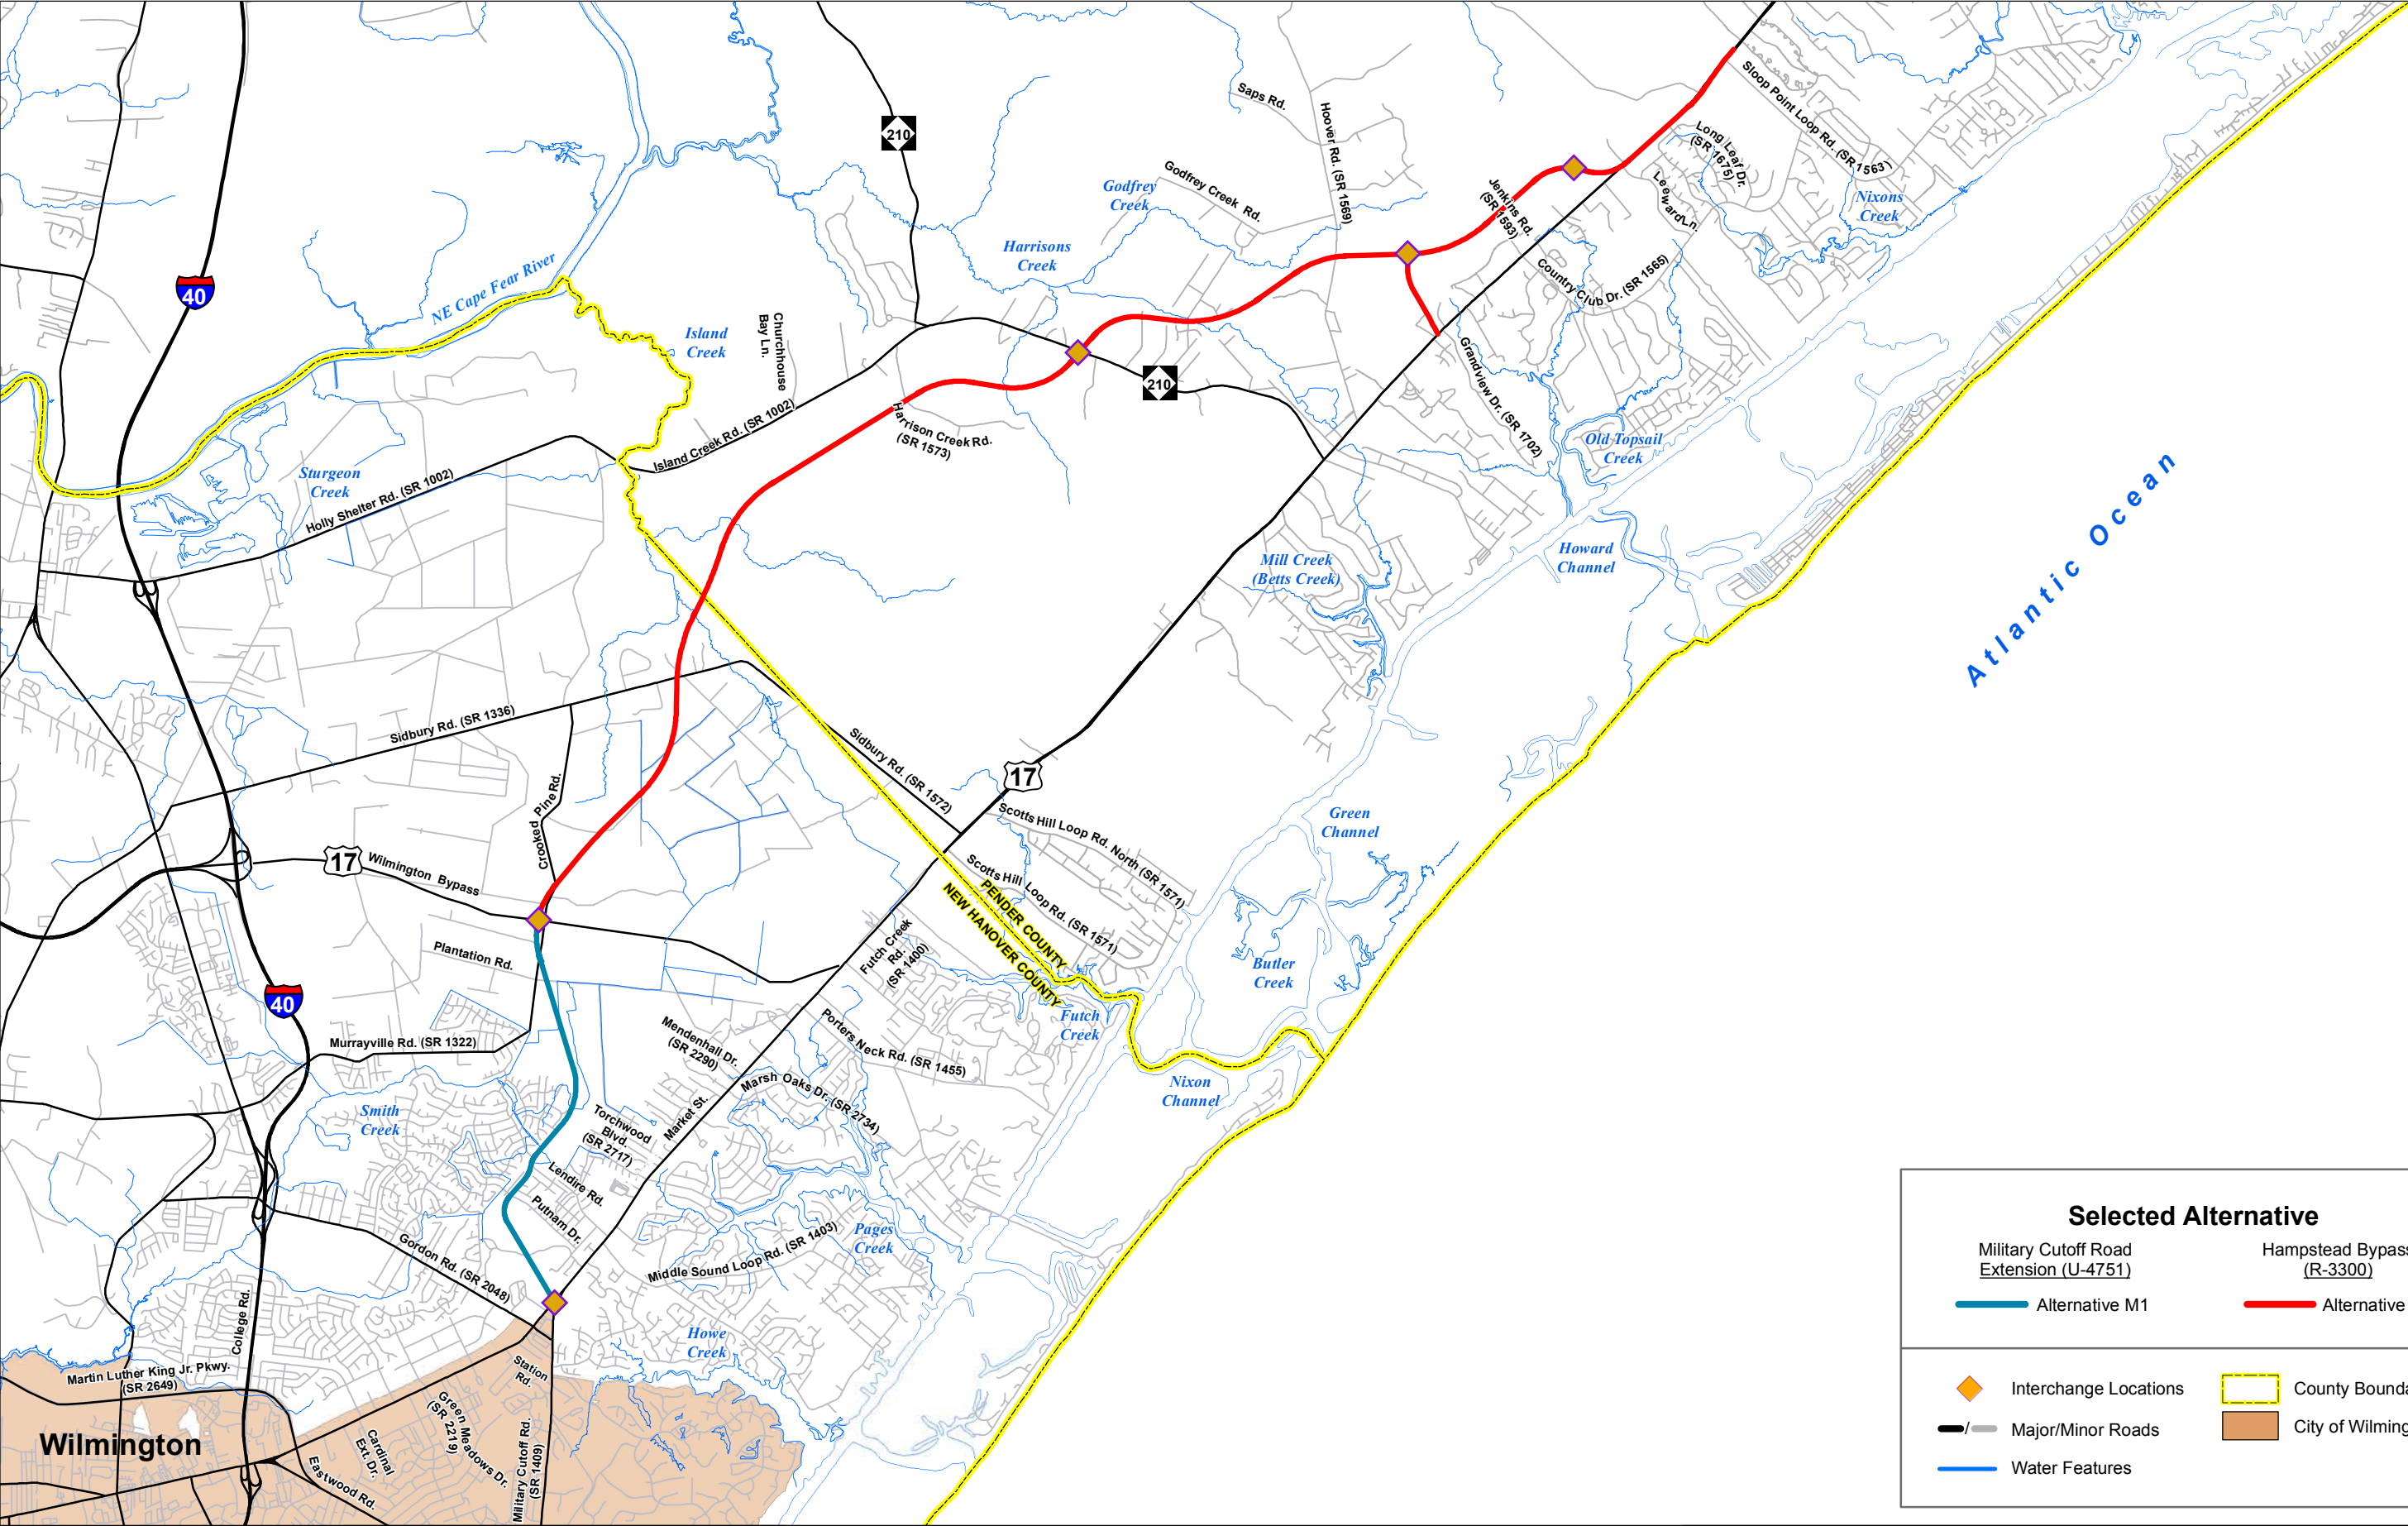 210
Saps Rd.
Hoover Rd. (SR 1569)
Sloop Point Loop Rd. (SR 1563)
Long Leaf Dr.
(SR 1675)
Leeward Ln.
Nixons
Creek
Godfrey Creek Rd.
Godfrey
Creek
Jenkins Rd.
(SR 1593)
Harrisons
Creek
Country Club Dr. (SR 1565)
40
NE Cape Fear River
Island
Creek
Churchhouse
Bay Ln.
210
Grandview Dr. (SR 1702)
Island Creek Rd. (SR 1002)
Harrison Creek Rd.
(SR 1573)
Old Topsail
Creek
Sturgeon
Creek
Holly Shelter Rd. (SR 1002)
Atlantic Ocean
Mill Creek
(Betts Creek)
Howard
Channel
Sidbury Rd. (SR 1336)
Sidbury Rd. (SR 1572)
17
Crooked Pine Rd.
Scotts Hill Loop Rd. North (SR 1571)
Green
Channel
17
Wilmington Bypass
Scotts Hill Loop Rd. (SR 1571)
PENDER COUNTY
NEW HANOVER COUNTY
Futch Creek
Rd.
(SR 1400)
Plantation Rd.
Butler
Creek
40
Futch
Creek
Murrayville Rd. (SR 1322)
Mendenhall Dr.
(SR 2290)
Porters Neck Rd. (SR 1455)
Marsh Oaks Dr. (SR 2734)
Nixon
Channel
Smith
Creek
Torchwood
Blvd.
(SR 2717)
Market St.
Lendire Rd.
Putnam Dr.
Pages
Creek
Middle Sound Loop Rd. (SR 1403)
Gordon Rd. (SR 2048)
College Rd.
Howe
Creek
Station
Rd.
Martin Luther King Jr. Pkwy.
(SR 2649)
Green Meadows Dr.
(SR 2219)
Cardinal
Ext. Dr.
Wilmington
Eastwood Rd.
Military Cutoff Rd.
(SR 1409)
Selected Alternative
Military Cutoff Road
Extension (U-4751)
Hampstead Bypass
(R-3300)
Alternative M1
Alternative
Interchange Locations
County Bounda
Major/Minor Roads
City of Wilming
Water Features